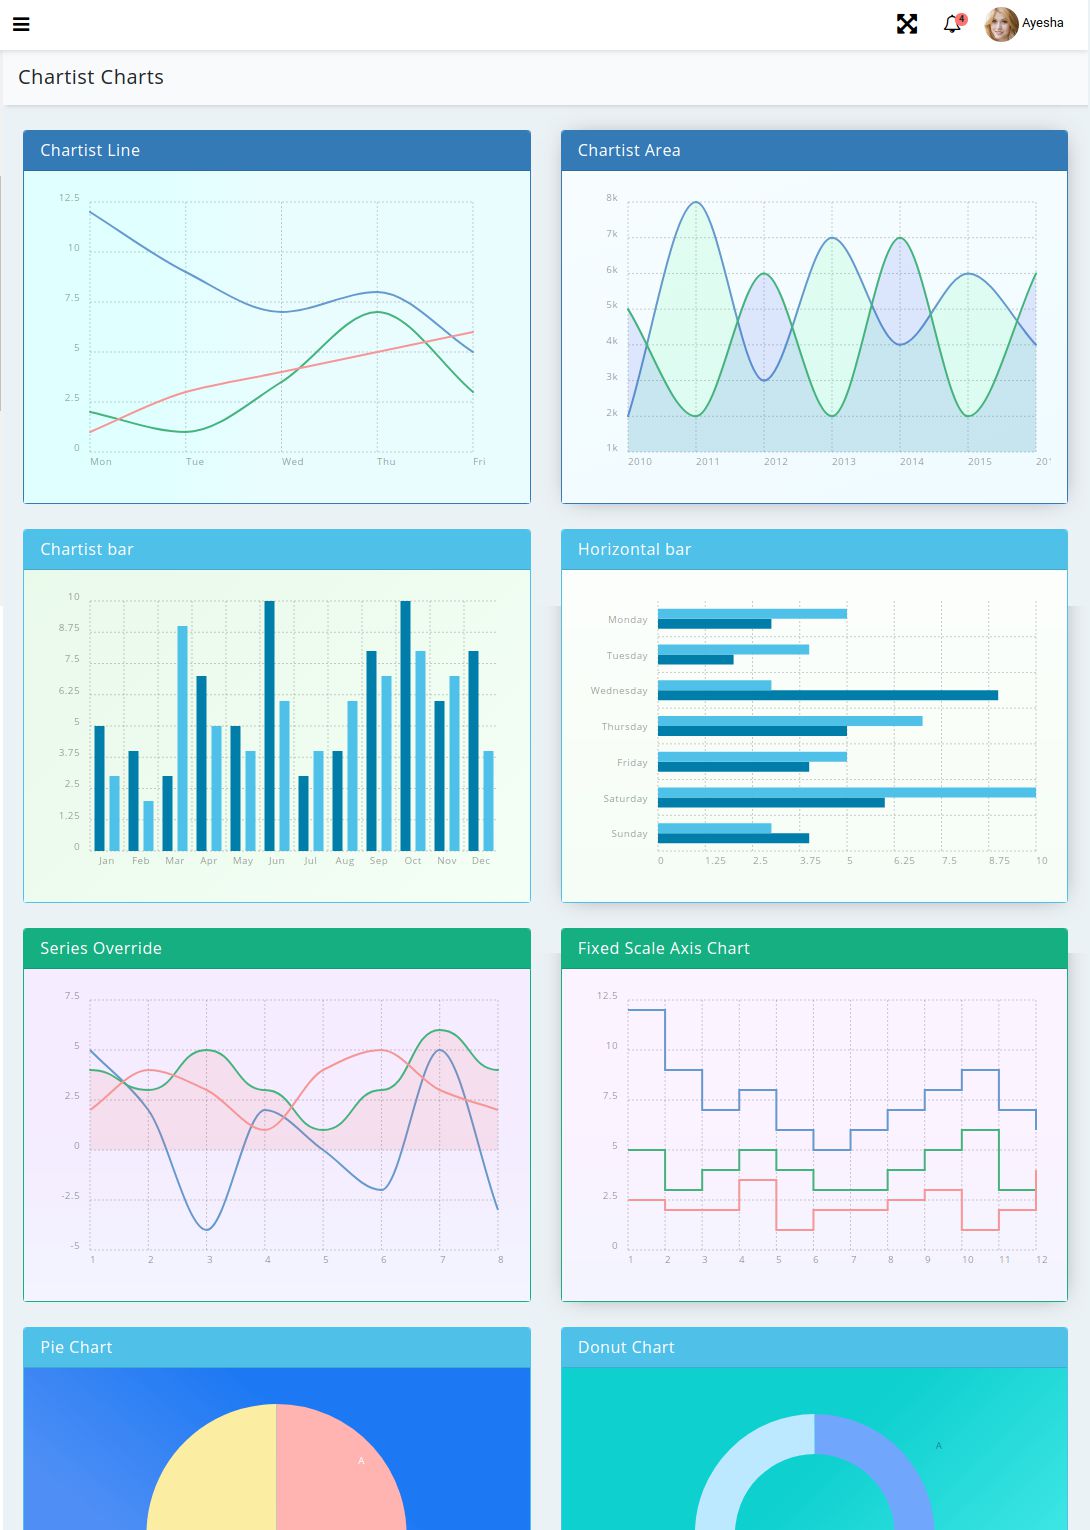 4 Ayesha
Chartist Charts
Chartist Line
12.5
10
7.5
5
2.5
0
Mon Tue Wed Thu Fri
Chartist Area
8k
7k
6k
5k
4k
3k
2k
1k
2010 2011 2012 2013 2014 2015 201
Chartist bar
10
8.75
7.5
6.25
5
3.75
2.5
1.25
0
Jan Feb Mar Apr May Jun Jul Aug Sep Oct Nov Dec
Horizontal bar
Monday
Tuesday
Wednesday
Thursday
Friday
Saturday
Sunday
0 1.25 2.5 3.75 5 6.25 7.5 8.75 10
Series Override
7.5
5
2.5
0
-2.5
-5
1 2 3 4 5 6 7 8
Fixed Scale Axis Chart
12.5
10
7.5
5
2.5
0
1 2 3 4 5 6 7 8 9 10 11 12
Pie Chart
A
Donut Chart
A